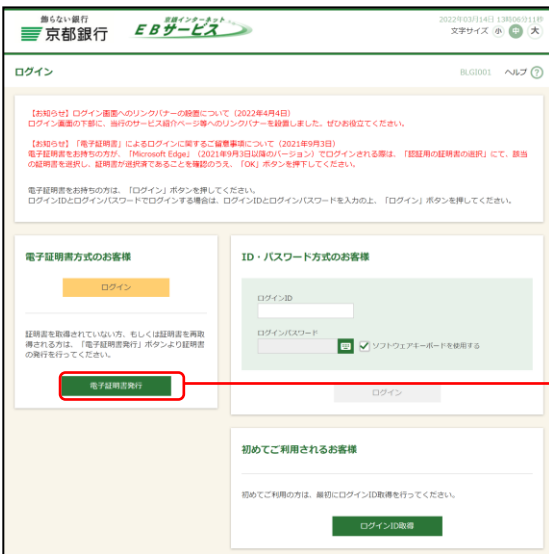 飾らない銀行
京都銀行
京銀インターネット
EBサービス
2022年03月14日 13時06分11秒
文字サイズ 小 中 大
ログイン
BLGI001 ヘルプ ?
【お知らせ】ログイン画面へのリンクバナーの設置について（2022年4月4日）
ログイン画面の下部に、当行のサービス紹介ページ等へのリンクバナーを設置しました。ぜひお役立てください。
【お知らせ】「電子証明書」によるログインに関するご留意事項について（2021年9月3日）
電子証明書をお持ちの方が、「Microsoft Edge」（2021年9月3日以降のバージョン）でログインされる際は、「認証用の証明書の選択」にて、該当
の証明書を選択し、証明書が選択済であることを確認のうえ、「OK」ボタンを押下してください。
電子証明書をお持ちの方は、「ログイン」ボタンを押してください。
ログインIDとログインパスワードでログインする場合は、ログインIDとログインパスワードを入力の上、「ログイン」ボタンを押してください。
電子証明書方式のお客様
ログイン
証明書を取得されていない方、もしくは証明書を再取
得される方は、「電子証明書発行」ボタンより証明書
の発行を行ってください。
電子証明書発行
ID・パスワード方式のお客様
ログインID
ログインパスワード
ソフトウェアキーボードを使用する
ログイン
初めてご利用されるお客様
初めてご利用の方は、最初にログインID取得を行ってください。
ログインID取得